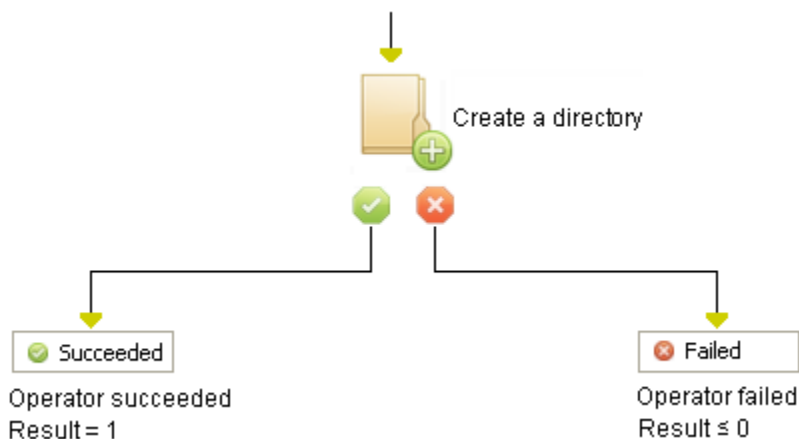 Create a directory
Succeeded
Failed
Operator succeeded
Result = 1
Operator failed
Result ≤ 0